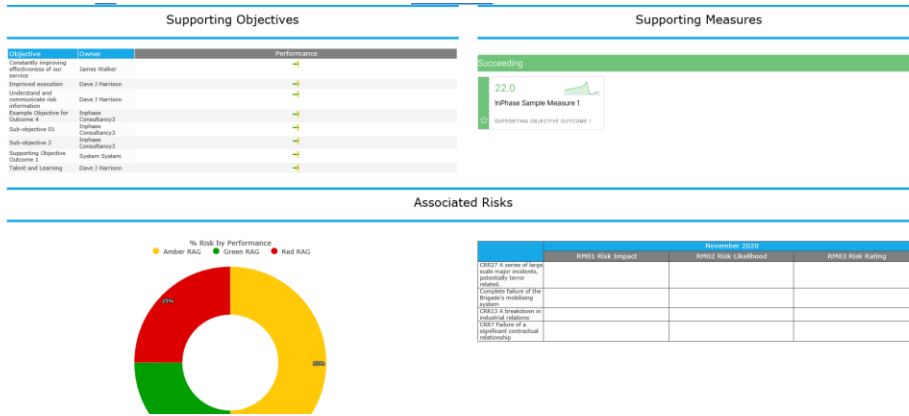 Supporting Objectives
Supporting Measures
Objective Owner Performance
Constantly improving
effectiveness of our
service
James Walker
Improved execution Dave J Harrison
Understand and
communicate risk
information
Dave J Harrison
Example Objective for
Outcome 4
Inphase
Consultancy3
Sub-objective 01
Inphase
Consultancy3
Sub-objective 2
Inphase
Consultancy3
Supporting Objective
Outcome 1
System System
Talent and Learning Dave J Harrison
Succeeding
22.0
InPhase Sample Measure 1
SUPPORTING OBJECTIVE OUTCOME 1
Associated Risks
% Risk by Performance
Amber RAG Green RAG Red RAG
25%
50%
November 2020
RM01 Risk Impact RM02 Risk Likelihood RM03 Risk Rating
CRR27 A series of large
scale major incidents,
potentially terror
related.
Complete failure of the
Brigade's mobilising
system
CRR13 A breakdown in
industrial relations
CRR7 Failure of a
significant contractual
relationship